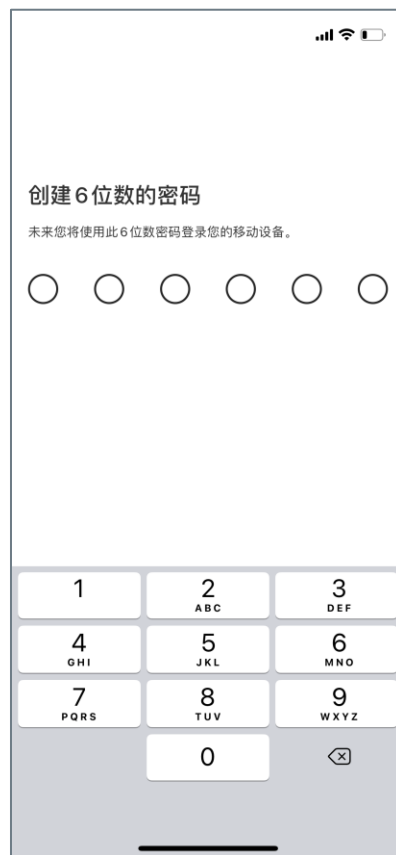 创建6位数的密码
未来您将使用此6位数密码登录您的移动设备。
1 2 3
ABC DEF
4 5 6
GHI JKL MNO
7 8 9
PQRS TUV WXYZ
0